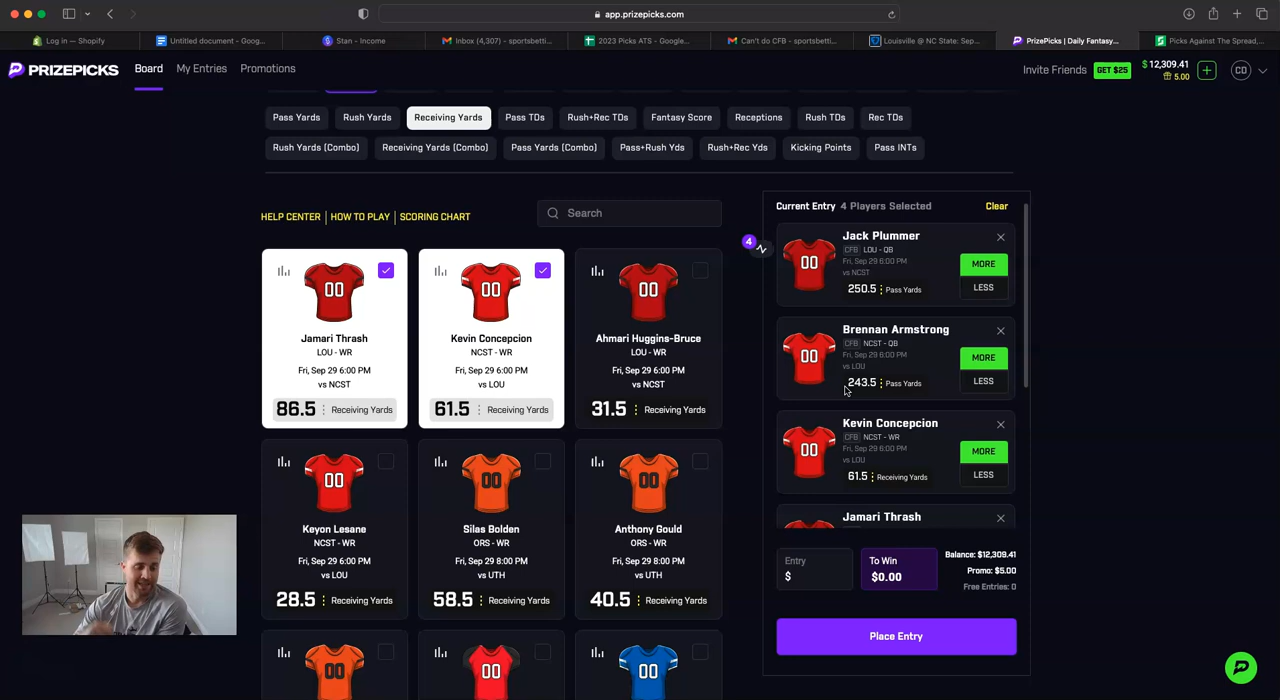 app.prizepicks.com
Log in — Shopify
Untitled document - Goog...
Stan - Income
Inbox (4,307) - sportsbetti...
2023 Picks ATS - Google...
Can't do CFB - sportsbetti...
Louisville @ NC State: Sep...
PrizePicks | Daily Fantasy...
Picks Against The Spread,...
PRIZEPICKS
Board
My Entries
Promotions
Invite Friends
GET $25
$ 12,309.41
5.00
+
CD
Pass Yards
Rush Yards
Receiving Yards
Pass TDs
Rush+Rec TDs
Fantasy Score
Receptions
Rush TDs
Rec TDs
Rush Yards (Combo)
Receiving Yards (Combo)
Pass Yards (Combo)
Pass+Rush Yds
Rush+Rec Yds
Kicking Points
Pass INTs
HELP CENTER
HOW TO PLAY
SCORING CHART
Search
00
Jamari Thrash
LOU - WR
Fri, Sep 29 6:00 PM
vs NCST
86.5 Receiving Yards
00
Kevin Concepcion
NCST - WR
Fri, Sep 29 6:00 PM
vs LOU
61.5 Receiving Yards
00
Ahmari Huggins-Bruce
LOU - WR
Fri, Sep 29 6:00 PM
vs NCST
31.5 Receiving Yards
00
Keyon Lesane
NCST - WR
Fri, Sep 29 6:00 PM
vs LOU
28.5 Receiving Yards
00
Silas Bolden
ORS - WR
Fri, Sep 29 8:00 PM
vs UTH
58.5 Receiving Yards
00
Anthony Gould
ORS - WR
Fri, Sep 29 8:00 PM
vs UTH
40.5 Receiving Yards
00
00
00
Current Entry 4 Players Selected
Clear
4
00
Jack Plummer
CFB LOU - QB
Fri, Sep 29 6:00 PM
vs NCST
250.5 Pass Yards
MORE
LESS
00
Brennan Armstrong
CFB NCST - QB
Fri, Sep 29 6:00 PM
vs LOU
243.5 Pass Yards
MORE
LESS
00
Kevin Concepcion
CFB NCST - WR
Fri, Sep 29 6:00 PM
vs LOU
61.5 Receiving Yards
MORE
LESS
Jamari Thrash
Entry
$
To Win
$0.00
Balance: $12,309.41
Promo: $5.00
Free Entries: 0
Place Entry